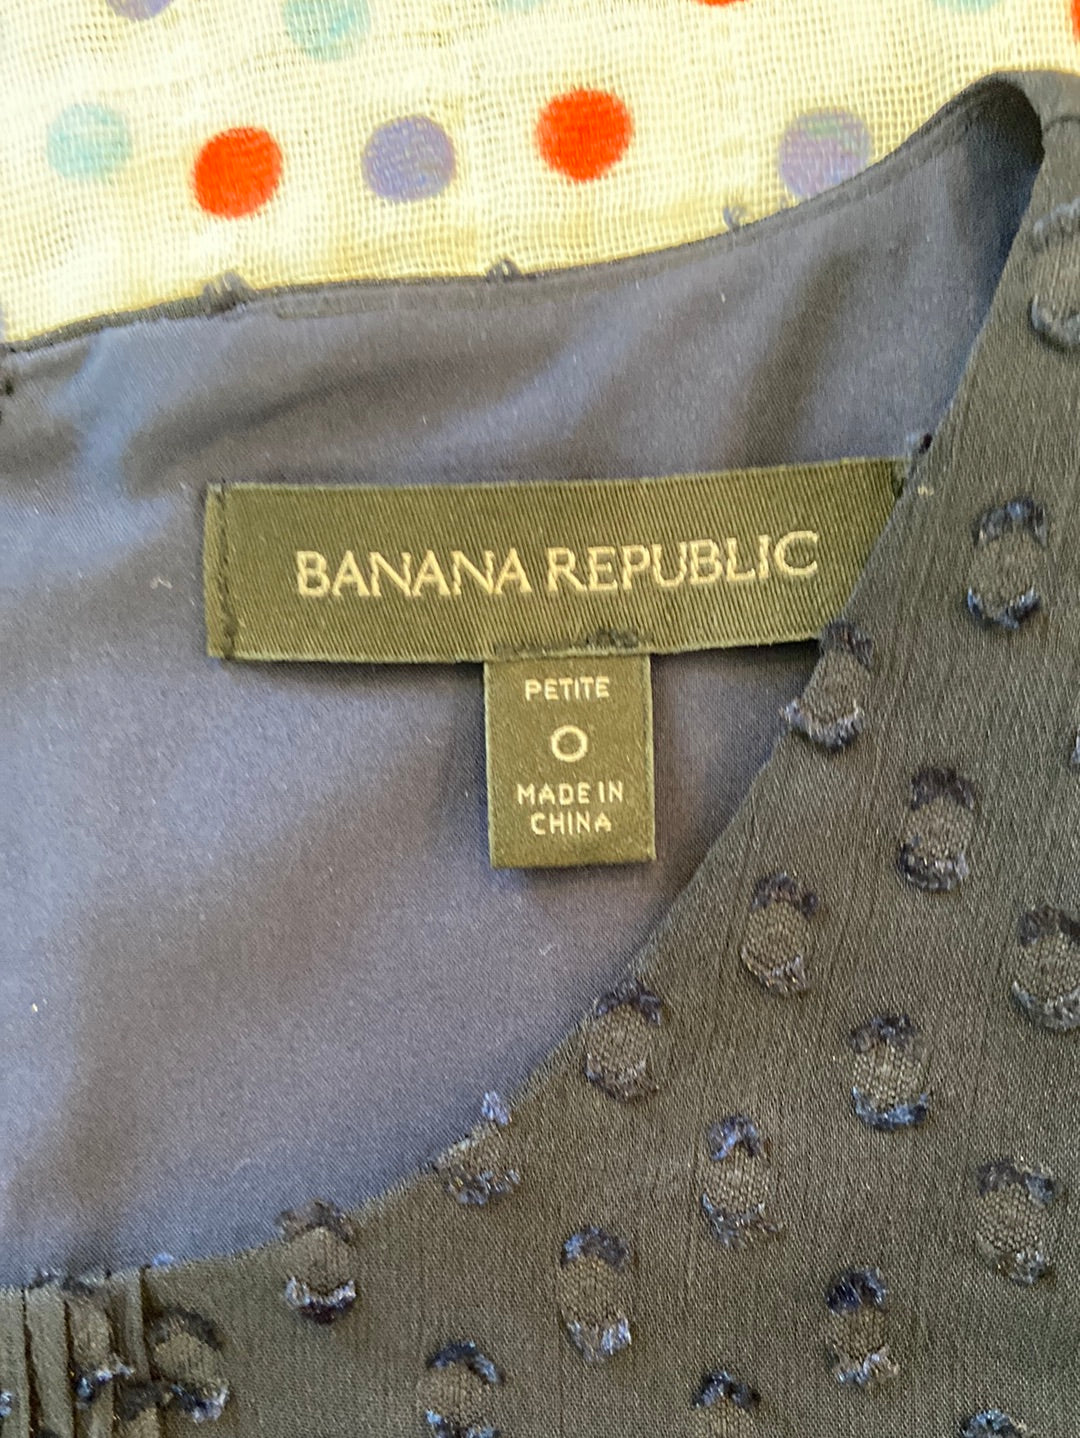 BANANA REPUBLIC
PETITE
0
MADE IN
CHINA